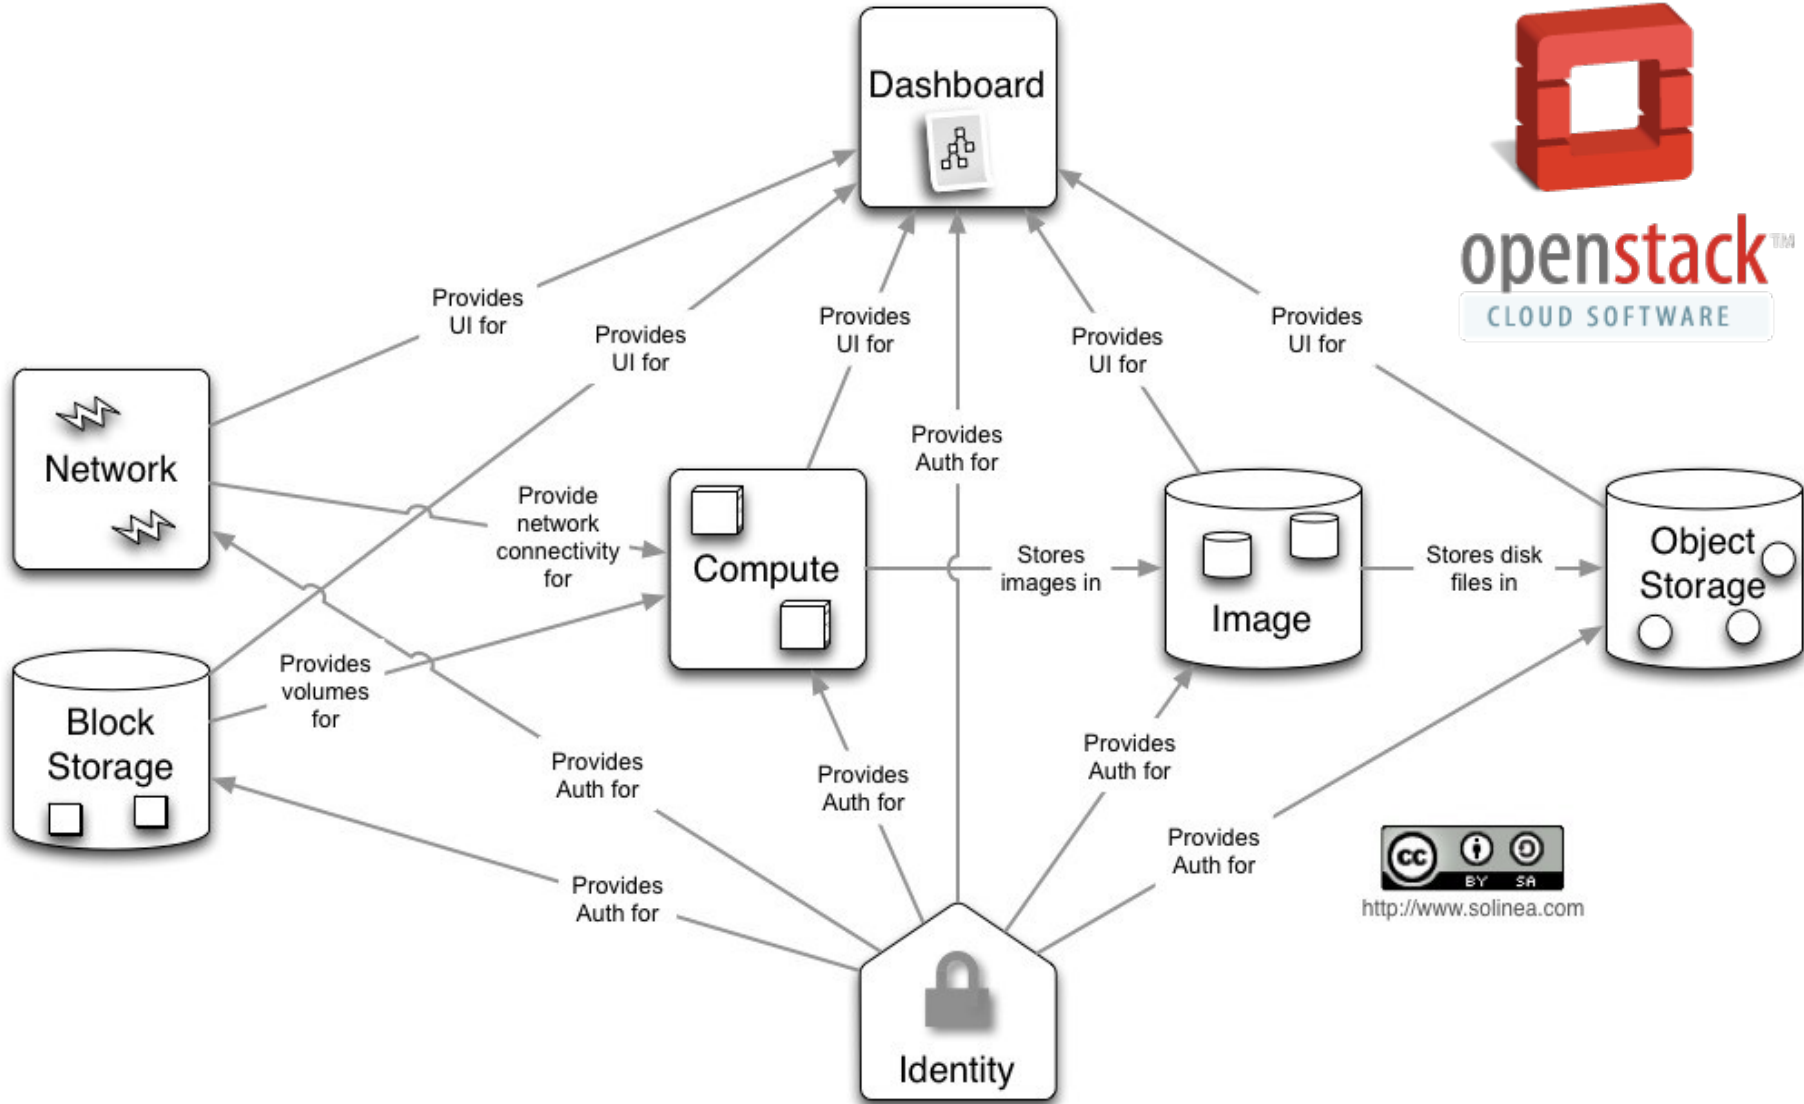 Dashboard
openstack™
CLOUD SOFTWARE
Provides
UI for
Provides
UI for
Provides
UI for
Provides
UI for
Provides
UI for
Network
Provides
Auth for
Provide
network
connectivity
for
Compute
Stores
images in
Image
Stores disk
files in
Object
Storage
Block
Storage
Provides
volumes
for
Provides
Auth for
Provides
Auth for
Provides
Auth for
Provides
Auth for
Provides
Auth for
cc
BY SA
http://www.solinea.com
Identity